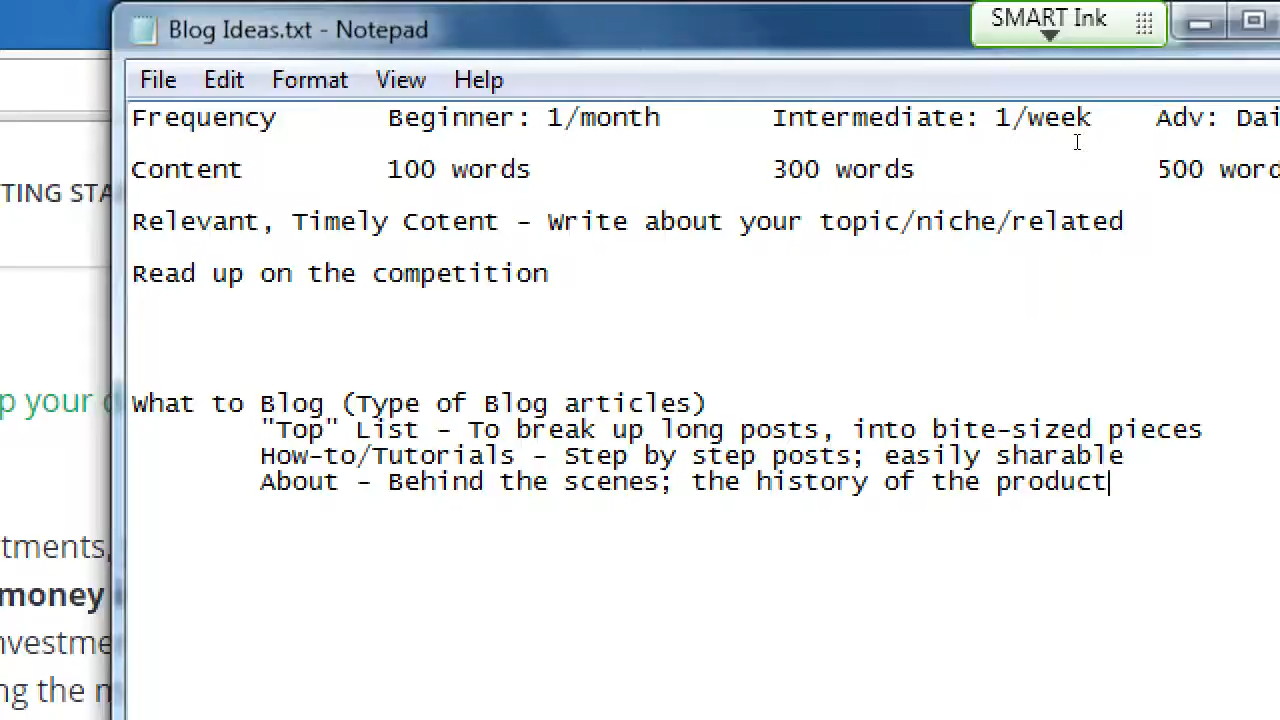 Blog Ideas.txt - Notepad
SMART Ink
File Edit Format View Help
Frequency Beginner: 1/month Intermediate: 1/week Adv: Dai
Content 100 words 300 words 500 word
TTING STA
Relevant, Timely Cotent - Write about your topic/niche/related
Read up on the competition
p your
What to Blog (Type of Blog articles)
"Top" List - To break up long posts, into bite-sized pieces
How-to/Tutorials - Step by step posts; easily sharable
About - Behind the scenes; the history of the product
tments,
money
nvestme
ng the m